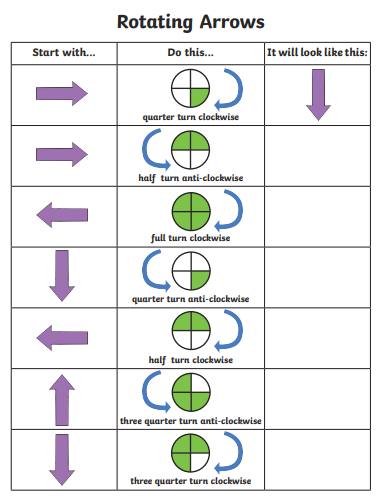 Rotating Arrows
Start with... Do this... It will look like this:
quarter turn clockwise
half turn anti-clockwise
full turn clockwise
quarter turn anti-clockwise
half turn clockwise
three quarter turn anti-clockwise
three quarter turn clockwise